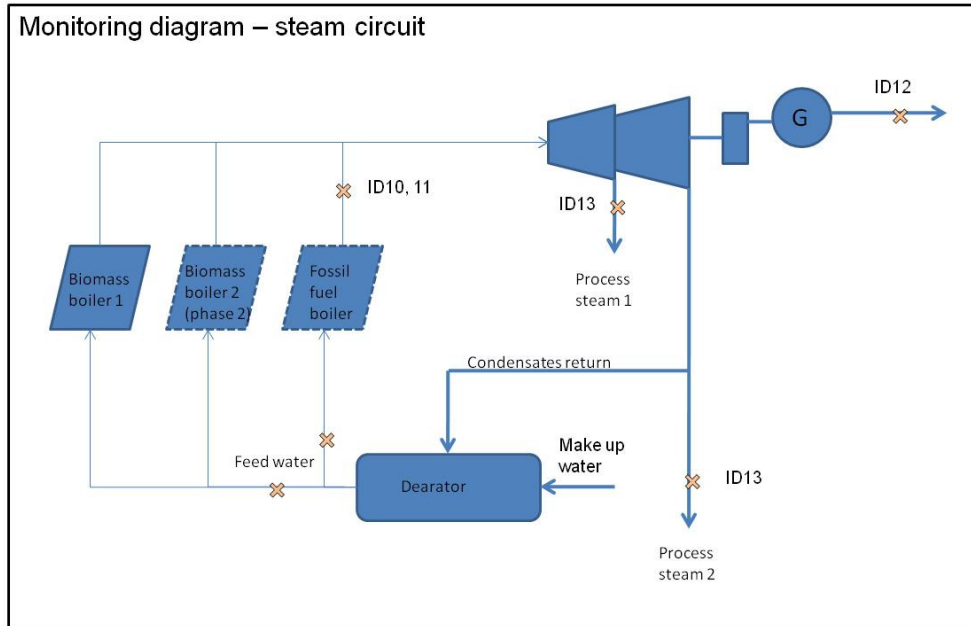 Monitoring diagram – steam circuit
ID12
G
ID10, 11
ID13
Biomass
boiler 1
Biomass
boiler 2
(phase 2)
Fossil
fuel
boiler
Process
steam 1
Condensates return
Make up
water
Feed water
Dearator
ID13
Process
steam 2